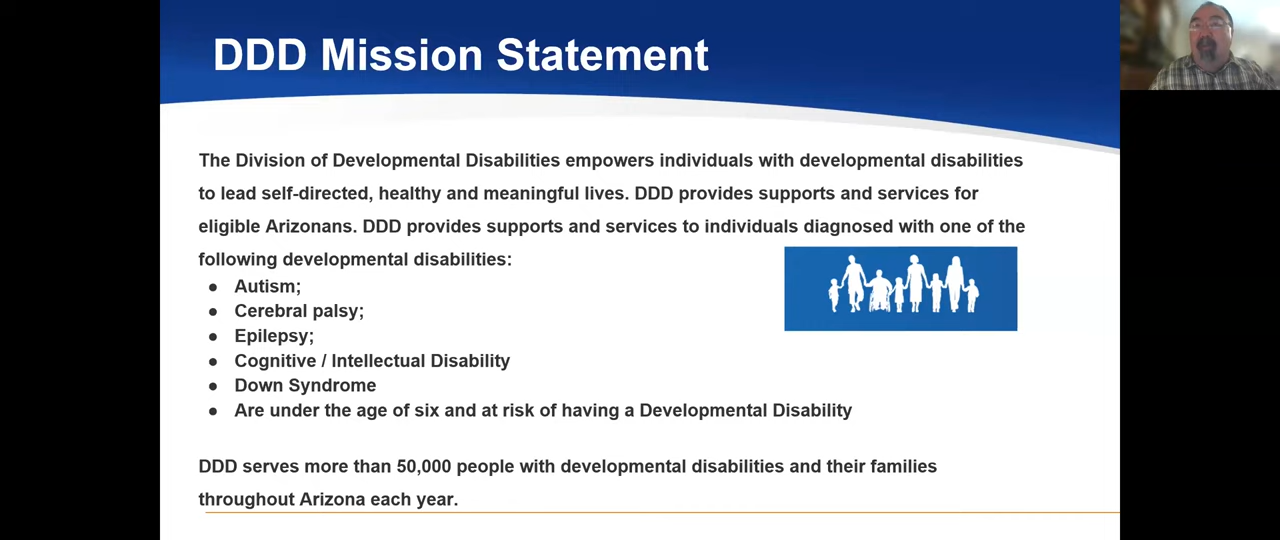 DDD Mission Statement
The Division of Developmental Disabilities empowers individuals with developmental disabilities
to lead self-directed, healthy and meaningful lives. DDD provides supports and services for
eligible Arizonans. DDD provides supports and services to individuals diagnosed with one of the
following developmental disabilities:
● Autism;
● Cerebral palsy;
● Epilepsy;
● Cognitive / Intellectual Disability
● Down Syndrome
● Are under the age of six and at risk of having a Developmental Disability
DDD serves more than 50,000 people with developmental disabilities and their families
throughout Arizona each year.